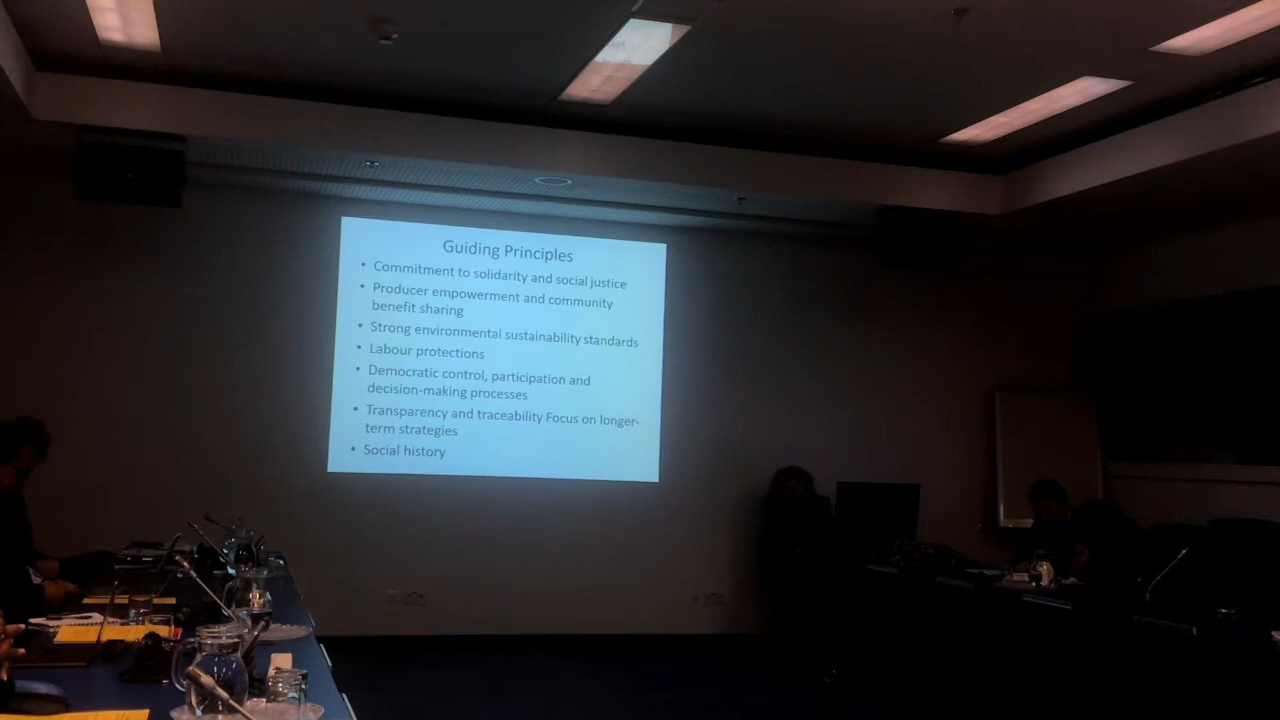 Guiding Principles
• Commitment to solidarity and social justice
• Producer empowerment and community
benefit sharing
• Strong environmental sustainability standards
• Labour protections
• Democratic control, participation and
decision-making processes
• Transparency and traceability Focus on longer-
term strategies
• Social history